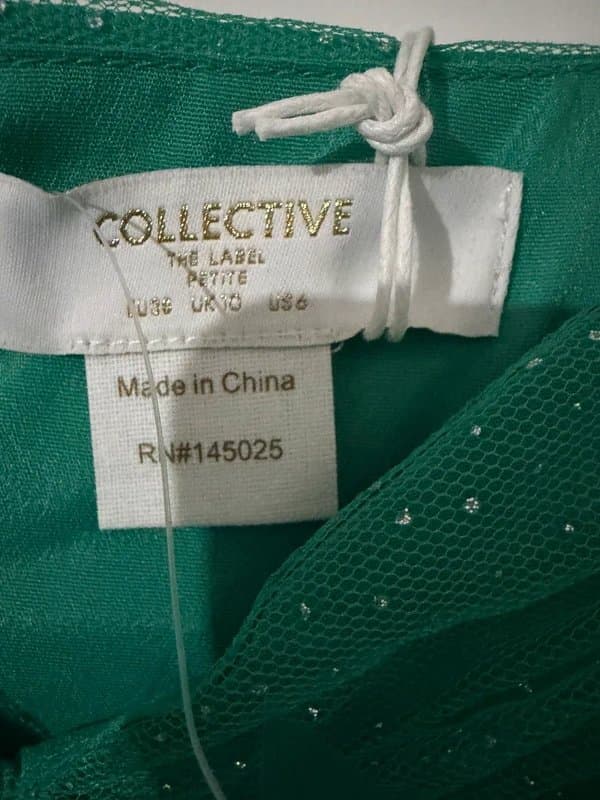 COLLECTIVE
THE LABEL
PETITE
EU38 UK10 US6
Made in China
RN#145025